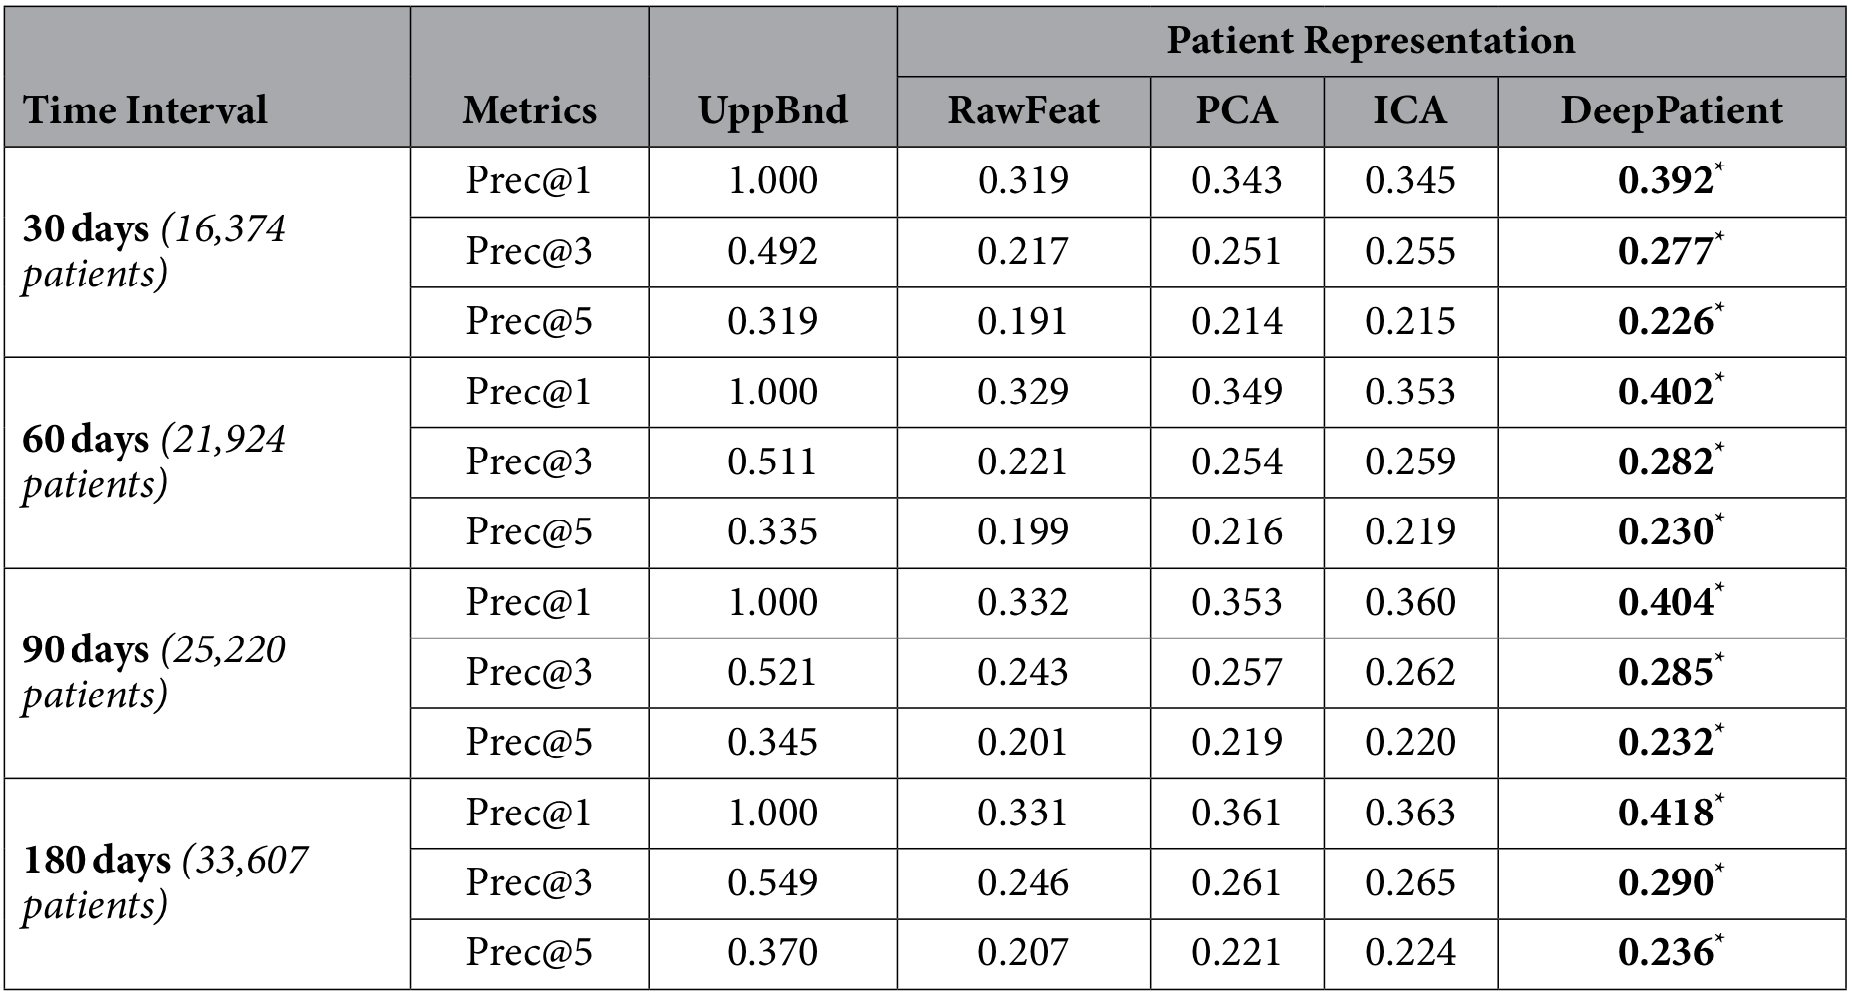 Patient Representation
Time Interval Metrics UppBnd RawFeat PCA ICA DeepPatient
30 days (16,374 patients)
Prec@1 1.000 0.319 0.343 0.345 0.392*
Prec@3 0.492 0.217 0.251 0.255 0.277*
Prec@5 0.319 0.191 0.214 0.215 0.226*
60 days (21,924 patients)
Prec@1 1.000 0.329 0.349 0.353 0.402*
Prec@3 0.511 0.221 0.254 0.259 0.282*
Prec@5 0.335 0.199 0.216 0.219 0.230*
90 days (25,220 patients)
Prec@1 1.000 0.332 0.353 0.360 0.404*
Prec@3 0.521 0.243 0.257 0.262 0.285*
Prec@5 0.345 0.201 0.219 0.220 0.232*
180 days (33,607 patients)
Prec@1 1.000 0.331 0.361 0.363 0.418*
Prec@3 0.549 0.246 0.261 0.265 0.290*
Prec@5 0.370 0.207 0.221 0.224 0.236*